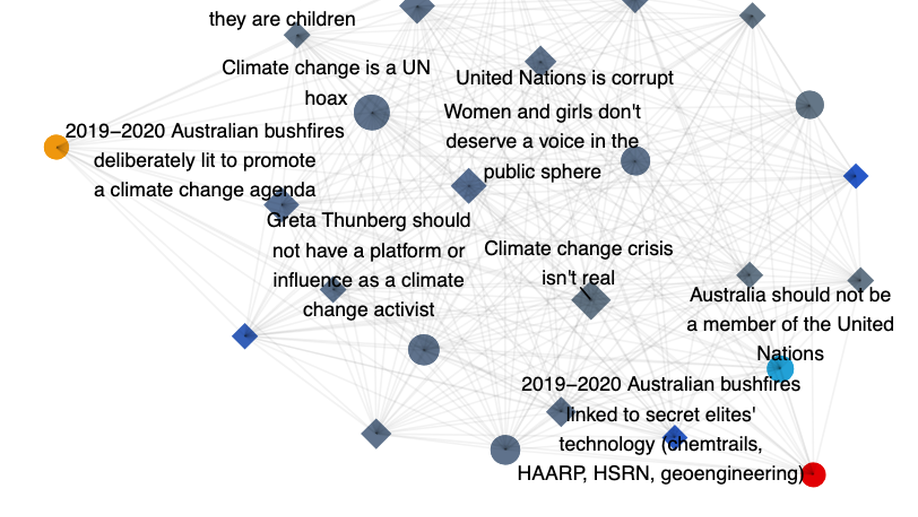 they are children
Climate change is a UN
hoax
United Nations is corrupt
Women and girls don't
deserve a voice in the
public sphere
2019–2020 Australian bushfires
deliberately lit to promote
a climate change agenda
Greta Thunberg should
not have a platform or
influence as a climate
change activist
Climate change crisis
isn't real
Australia should not be
a member of the United
Nations
2019–2020 Australian bushfires
linked to secret elites'
technology (chemtrails,
HAARP, HSRN, geoengineering)